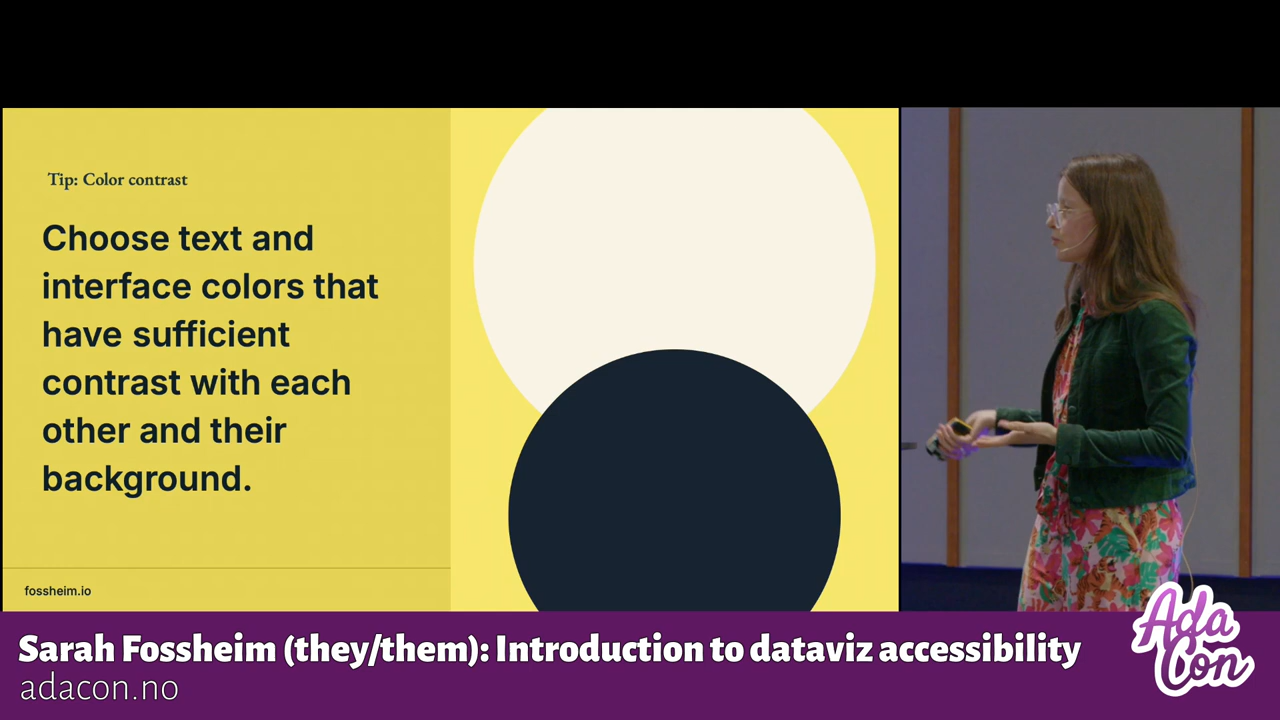 Tip: Color contrast
Choose text and
interface colors that
have sufficient
contrast with each
other and their
background.
fossheim.io
Sarah Fossheim (they/them): Introduction to dataviz accessibility
adacon.no
Ada
Con